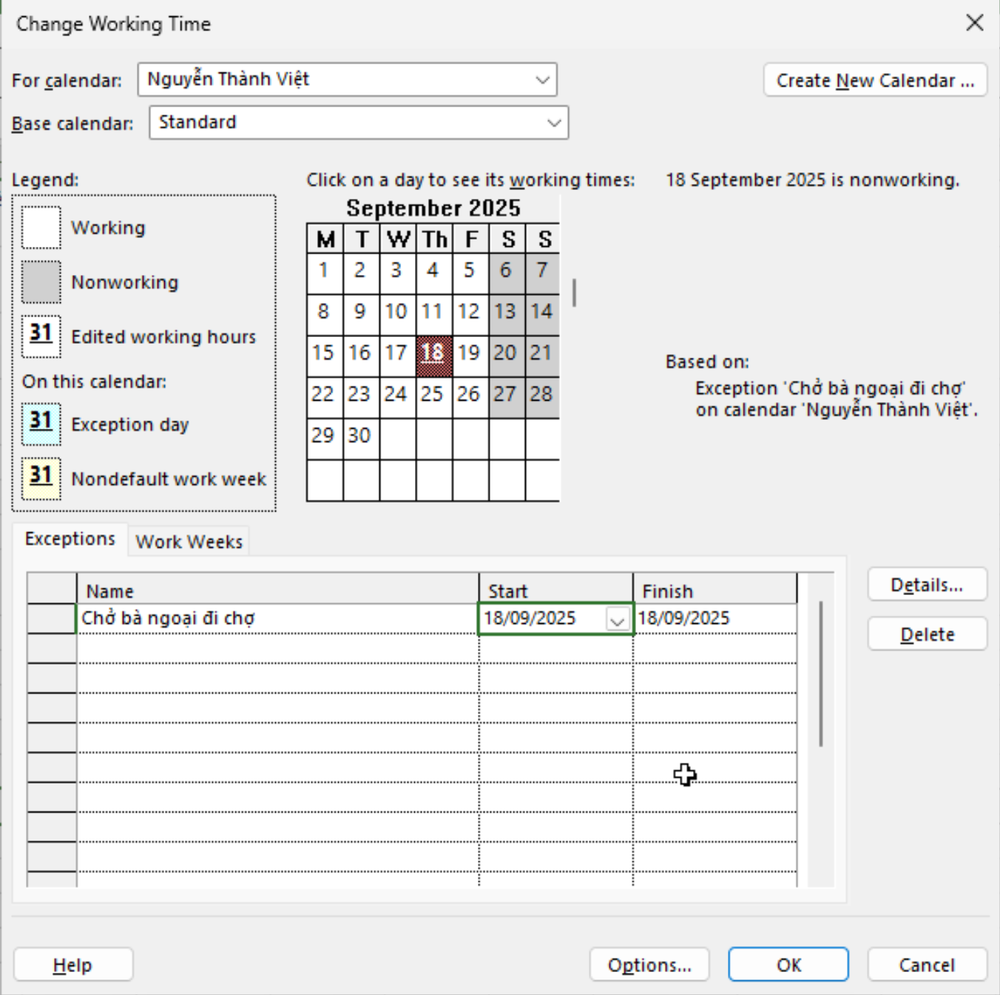 Change Working Time
For calendar: Nguyễn Thành Việt
Create New Calendar ...
Base calendar: Standard
Legend:
Click on a day to see its working times:
18 September 2025 is nonworking.
Working
Nonworking
31 Edited working hours
On this calendar:
31 Exception day
31 Nondefault work week
September 2025
M T W Th F S S
1 2 3 4 5 6 7
8 9 10 11 12 13 14
15 16 17 18 19 20 21
22 23 24 25 26 27 28
29 30
Based on:
Exception 'Chở bà ngoại đi chợ'
on calendar 'Nguyễn Thành Việt'.
Exceptions Work Weeks
Name Start Finish
Chở bà ngoại đi chợ 18/09/2025 18/09/2025
Details...
Delete
Help Options... OK Cancel